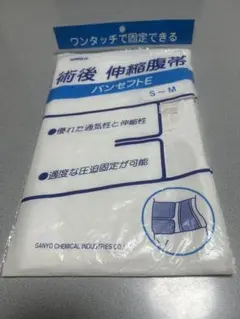 ワンタッチで固定できる
SANYO
術後 伸縮腹帯
バンセフトE
S－M
●優れた通気性と伸縮性
●適度な圧迫固定が可能
SANYO CHEMICAL INDUSTRIES CO.